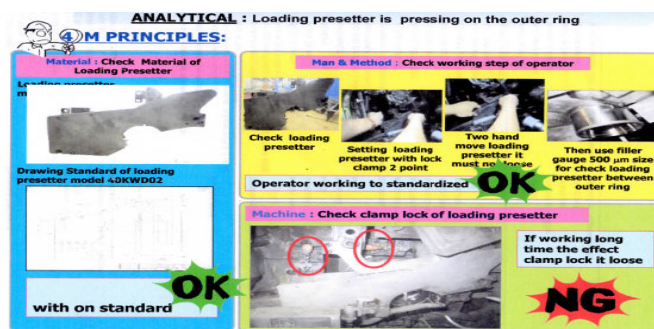 ANALYTICAL : Loading presetter is pressing on the outer ring
4 M PRINCIPLES:
Material : Check Material of
Loading Presetter
Loading presetter
Drawing Standard of loading
presetter model 40KWD02
OK
with on standard
Man & Method : Check working step of operator
Check loading
presetter
Setting loading
presetter with lock
clamp 2 point
Two hand
move loading
presetter it
must no loose
Then use filler
gauge 500 µm size
for check loading
presetter between
outer ring
Operator working to standardized
OK
Machine : Check clamp lock of loading presetter
If working long
time the effect
clamp lock it loose
NG